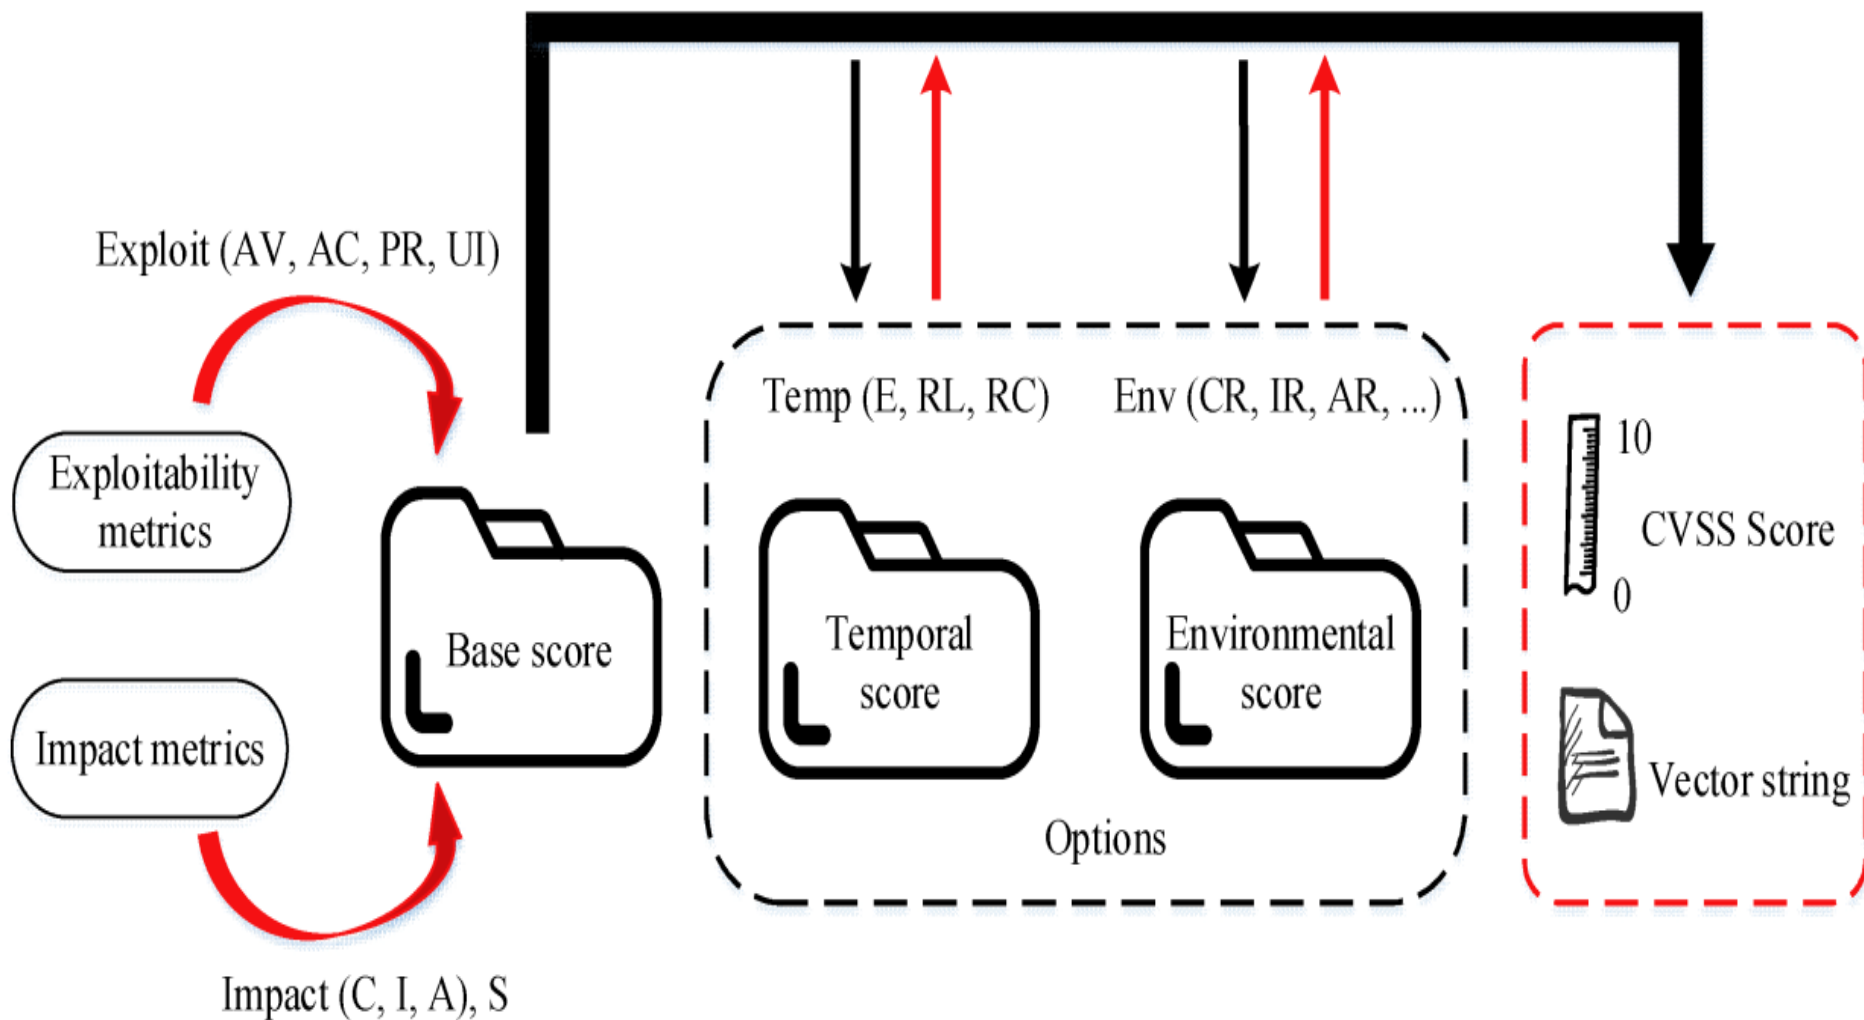 Exploit (AV, AC, PR, UI)
Exploitability
metrics
Impact metrics
Impact (C, I, A), S
Base score
Temp (E, RL, RC)
Env (CR, IR, AR, ...)
Temporal
score
Environmental
score
Options
10
CVSS Score
0
Vector string